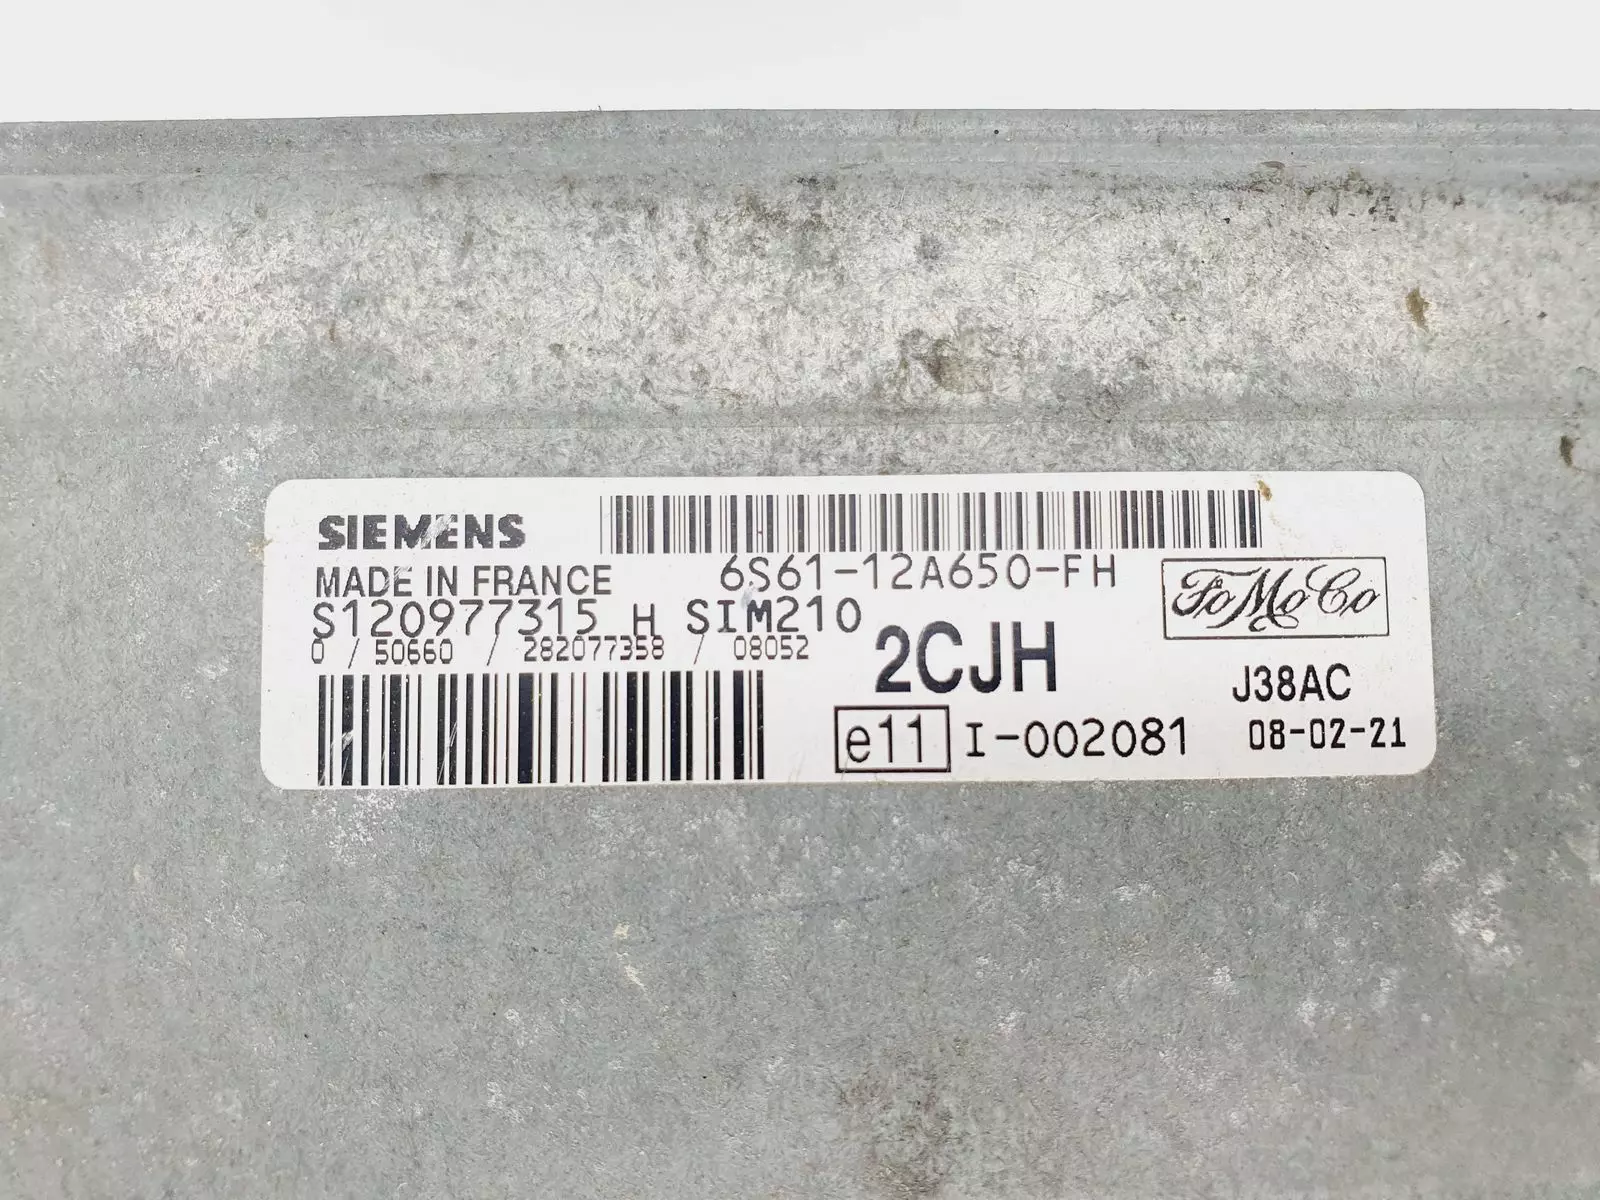 SIEMENS
6S61-12A650-FH
MADE IN FRANCE
S120977315 H SIM210
FoMoCo
0 / 50660 / 282077358 / 08052
2CJH
J38AC
e11 I-002081
08-02-21